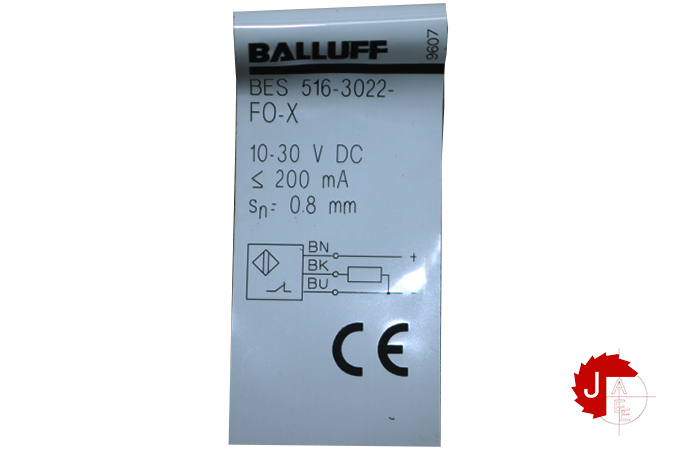 BALLUFF
9607
BES 516-3022-
FO-X
10-30 V DC
≤ 200 mA
sn= 0.8 mm
BN
+
BK
BU
-
CE
~
J
A
F
E